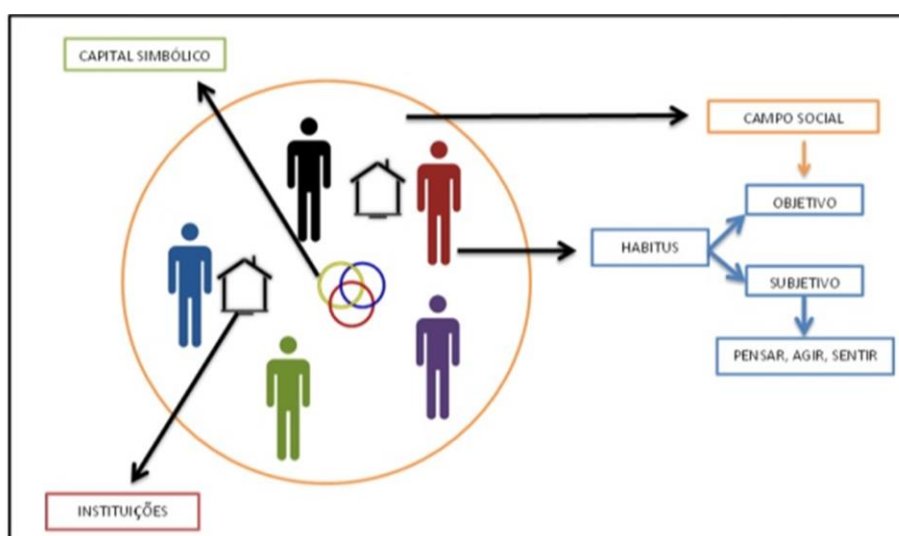 CAPITAL SIMBÓLICO
CAMPO SOCIAL
OBJETIVO
HABITUS
SUBJETIVO
PENSAR, AGIR, SENTIR
INSTITUIÇÕES